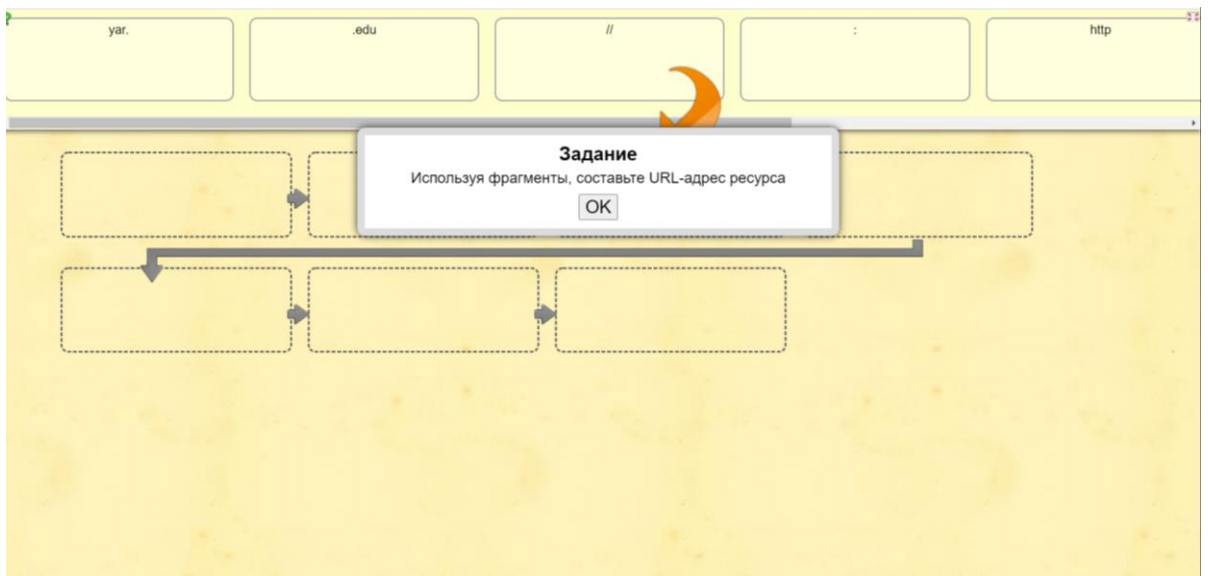 yar.
.edu
//
:
http
Задание
Используя фрагменты, составьте URL-адрес ресурса
OK